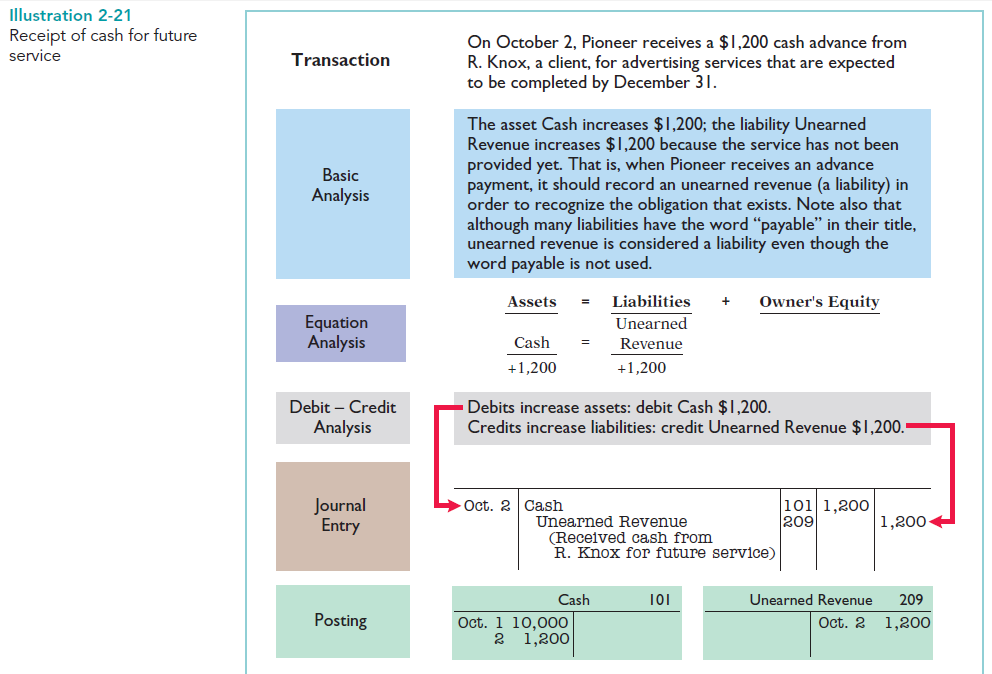 Illustration 2-21
Receipt of cash for future
service
Transaction
On October 2, Pioneer receives a $1,200 cash advance from
R. Knox, a client, for advertising services that are expected
to be completed by December 31.
Basic
Analysis
The asset Cash increases $1,200; the liability Unearned
Revenue increases $1,200 because the service has not been
provided yet. That is, when Pioneer receives an advance
payment, it should record an unearned revenue (a liability) in
order to recognize the obligation that exists. Note also that
although many liabilities have the word “payable” in their title,
unearned revenue is considered a liability even though the
word payable is not used.
Equation
Analysis
Assets = Liabilities + Owner's Equity
Unearned
Cash = Revenue
+1,200 +1,200
Debit – Credit
Analysis
Debits increase assets: debit Cash $1,200.
Credits increase liabilities: credit Unearned Revenue $1,200.
Journal
Entry
Oct. 2 Cash 101 1,200
Unearned Revenue 209 1,200
(Received cash from
R. Knox for future service)
Posting
Cash 101
Oct. 1 10,000
2 1,200
Unearned Revenue 209
Oct. 2 1,200